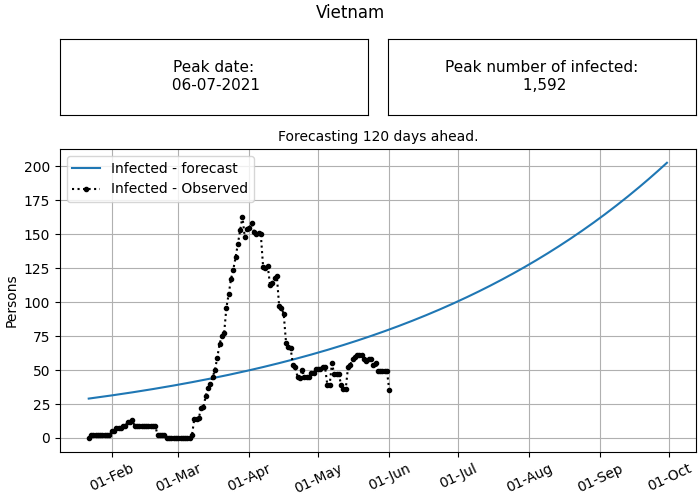 Vietnam
Peak date:
06-07-2021
Peak number of infected:
1,592
Forecasting 120 days ahead.
Infected - forecast
Infected - Observed
Persons
200
175
150
125
100
75
50
25
0
01-Feb
01-Mar
01-Apr
01-May
01-Jun
01-Jul
01-Aug
01-Sep
01-Oct